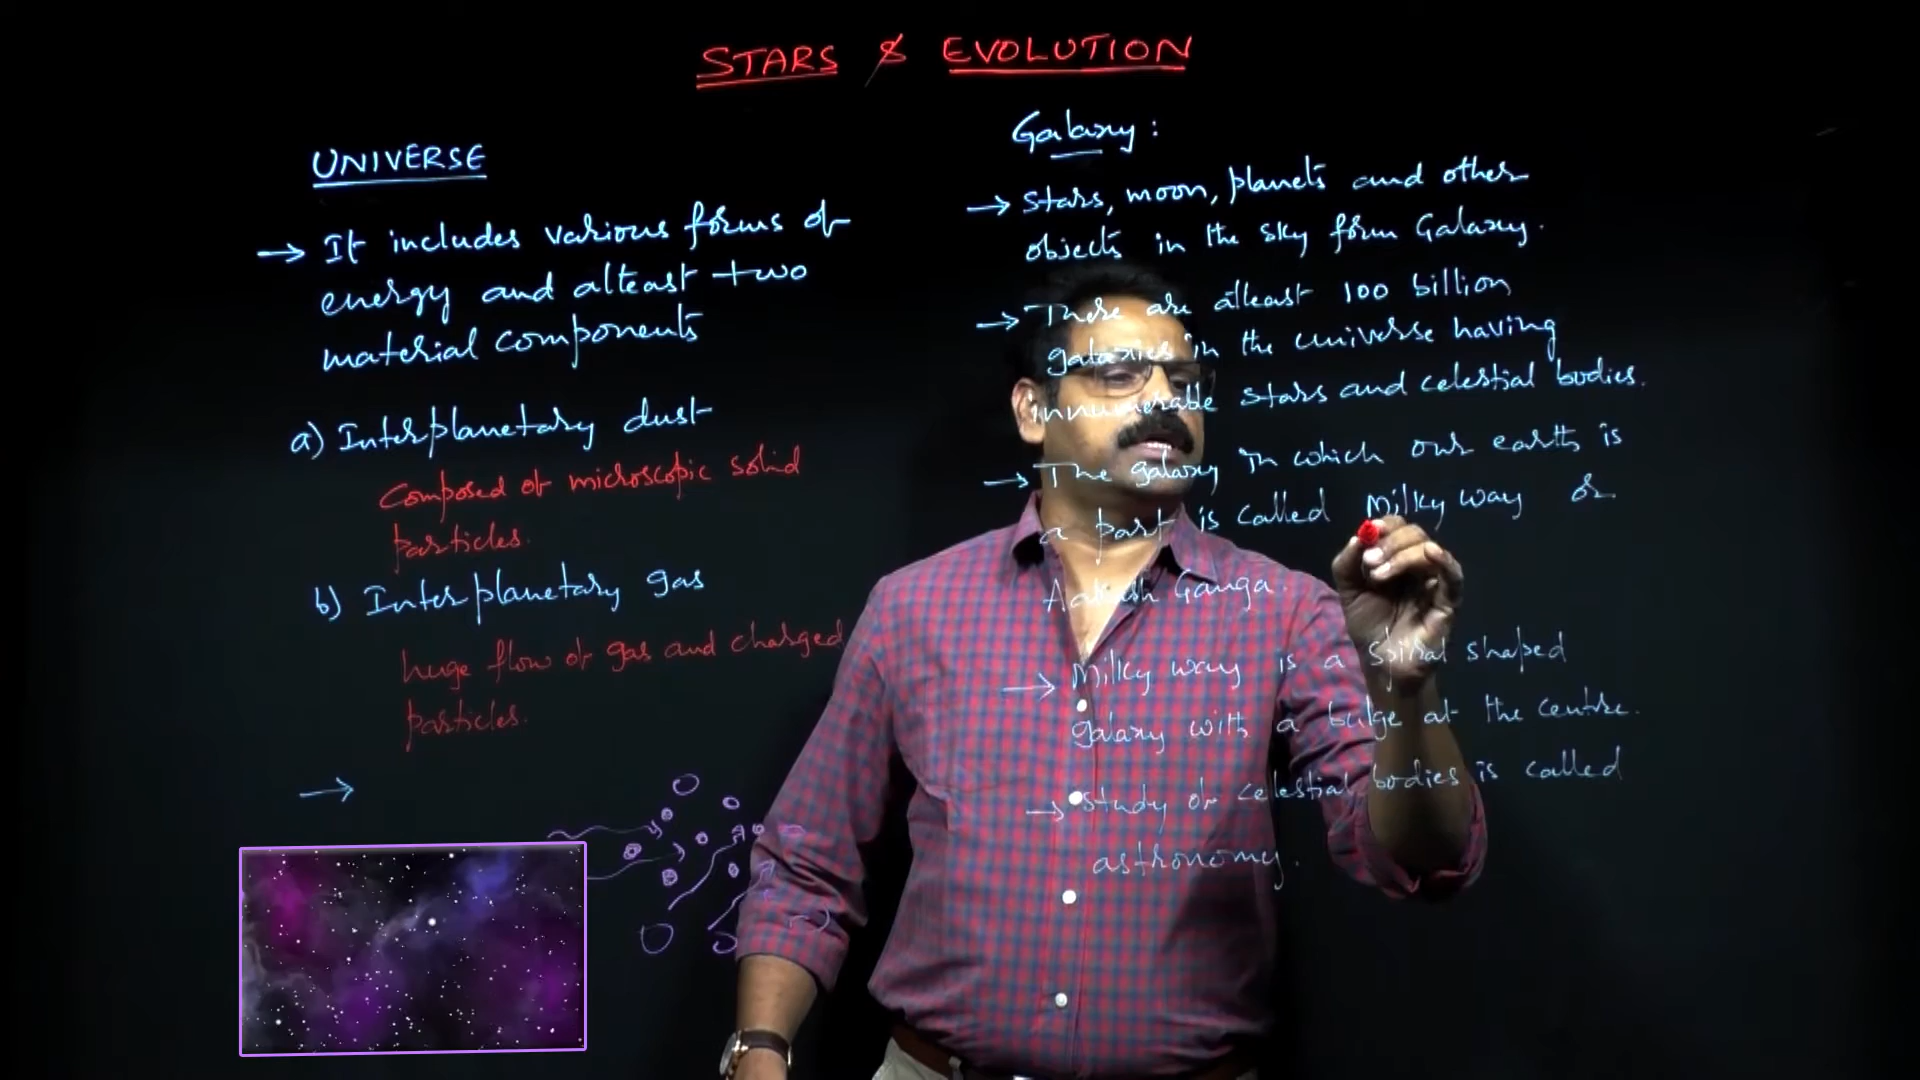 STARS & EVOLUTION
UNIVERSE
→ It includes various forms of
energy and alteast two
material components
a) Interplanetary dust
Composed of microscopic solid
particles.
b) Interplanetary gas
huge flow of gas and charged
particles.
→
Galaxy :
→ Stars, moon, planets and other
objects in the sky form Galaxy.
→ There are atleast 100 billion
galaxies in the universe having
innumerable stars and celestial bodies.
→ The galaxy in which our earth is
a part is called Milky way or
Aakash Ganga.
→ Milky way is a spiral shaped
galaxy with a bulge at the centre.
→ Study of celestial bodies is called
astronomy.